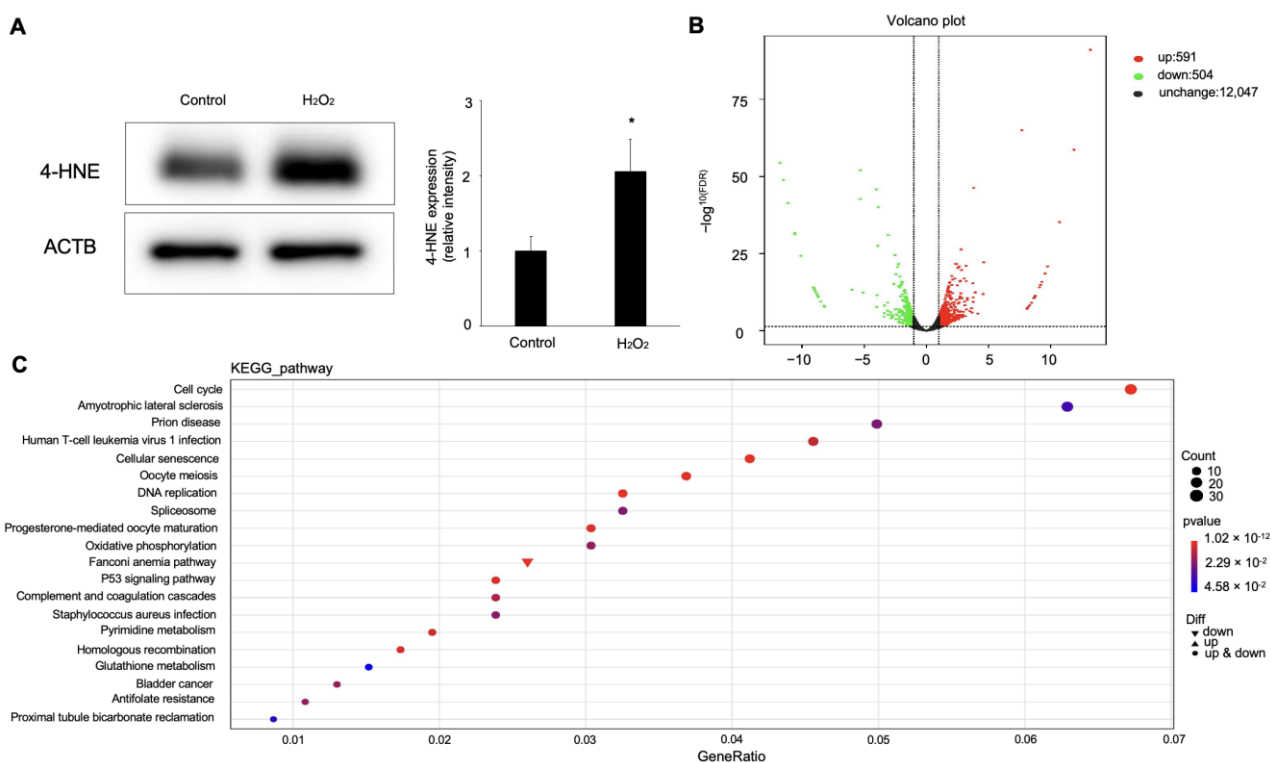 A
Control
H₂O₂
4-HNE
ACTB
4-HNE expression
(relative intensity)
3
2
1
0
*
Control
H₂O₂
B
Volcano plot
−log¹⁰(FDR)
75
50
25
0
−10
−5
0
5
10
up:591
down:504
unchange:12,047
C
KEGG_pathway
Cell cycle
Amyotrophic lateral sclerosis
Prion disease
Human T-cell leukemia virus 1 infection
Cellular senescence
Oocyte meiosis
DNA replication
Spliceosome
Progesterone-mediated oocyte maturation
Oxidative phosphorylation
Fanconi anemia pathway
P53 signaling pathway
Complement and coagulation cascades
Staphylococcus aureus infection
Pyrimidine metabolism
Homologous recombination
Glutathione metabolism
Bladder cancer
Antifolate resistance
Proximal tubule bicarbonate reclamation
0.01
0.02
0.03
0.04
0.05
0.06
0.07
GeneRatio
Count
10
20
30
pvalue
1.02 × 10⁻¹²
2.29 × 10⁻²
4.58 × 10⁻²
Diff
down
up
up & down